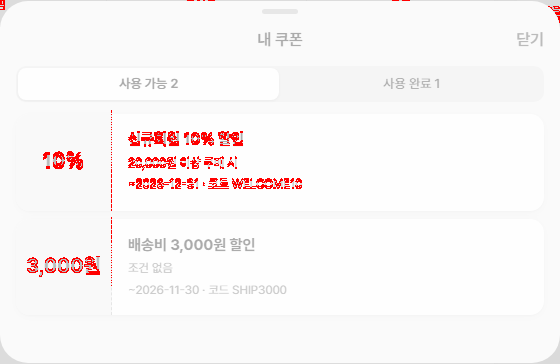 내 쿠폰
닫기
사용 가능 2
사용 완료 1
10%
신규회원 10% 할인
20,000원 이상 구매 시
~2026-12-31 · 코드 WELCOME10
3,000원
배송비 3,000원 할인
조건 없음
~2026-11-30 · 코드 SHIP3000